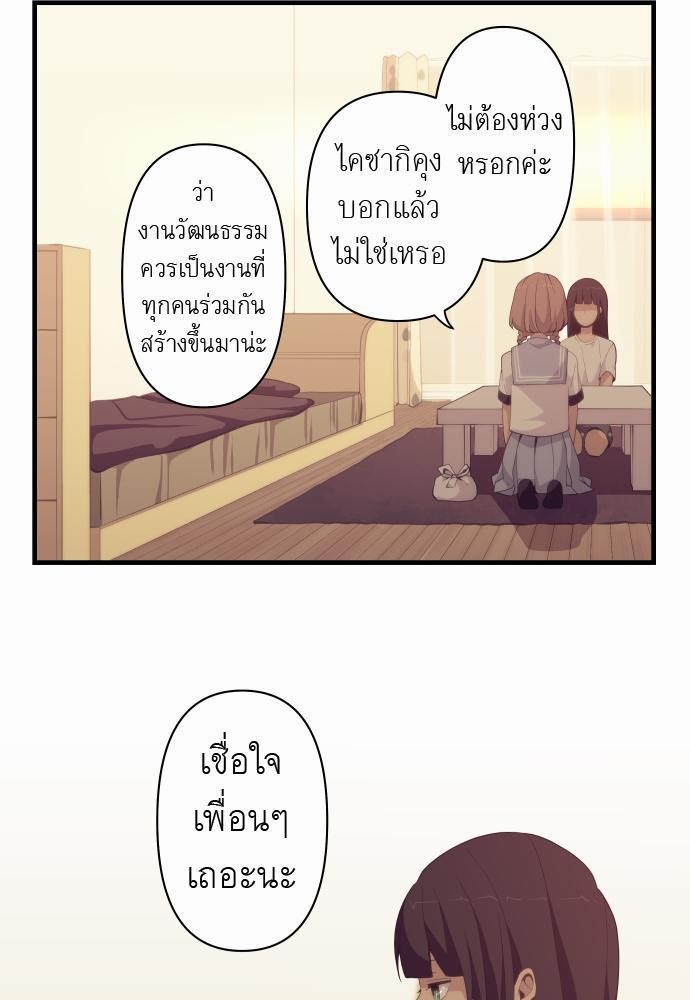 ไม่ต้องห่วง
หรอกค่ะ
ไคซากิคุง
บอกแล้ว
ไม่ใช่เหรอ
ว่า
งานวัฒนธรรม
ควรเป็นงานที่
ทุกคนร่วมกัน
สร้างขึ้นมาน่ะ
เชื่อใจ
เพื่อนๆ
เถอะนะ